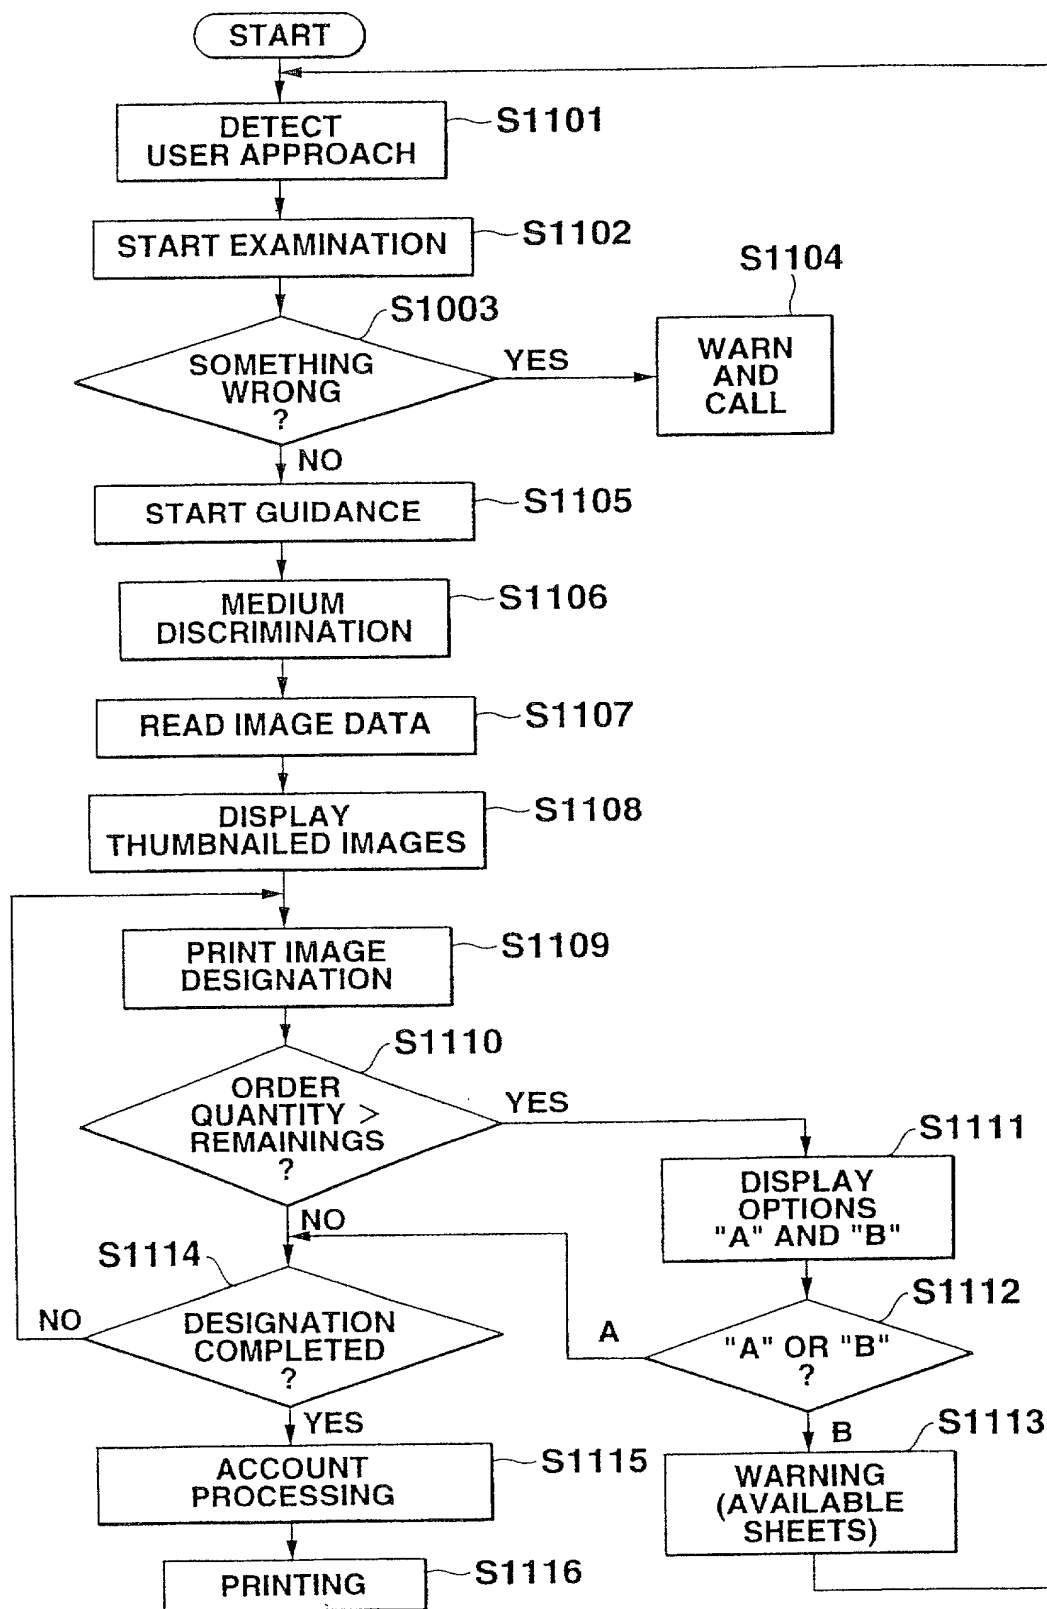 START
DETECT
USER APPROACH
S1101
START EXAMINATION
S1102
S1003
SOMETHING
WRONG
?
YES
S1104
WARN
AND
CALL
NO
START GUIDANCE
S1105
MEDIUM
DISCRIMINATION
S1106
READ IMAGE DATA
S1107
DISPLAY
THUMBNAILED IMAGES
S1108
PRINT IMAGE
DESIGNATION
S1109
S1110
ORDER
QUANTITY >
REMAININGS
?
YES
S1111
DISPLAY
OPTIONS
"A" AND "B"
NO
S1112
"A" OR "B"
?
A
B
S1113
WARNING
(AVAILABLE
SHEETS)
S1114
DESIGNATION
COMPLETED
?
NO
YES
ACCOUNT
PROCESSING
S1115
PRINTING
S1116